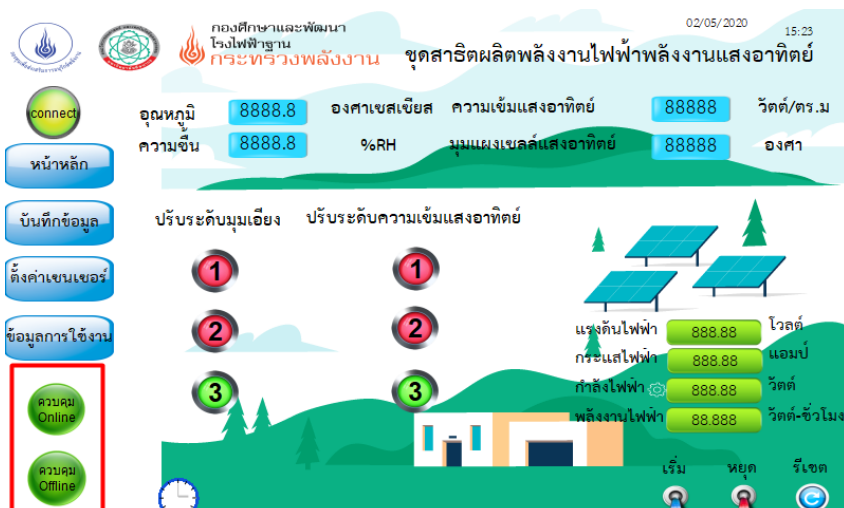 กองศึกษาและพัฒนา
โรงไฟฟ้าฐาน
กระทรวงพลังงาน
02/05/2020
15:23
ชุดสาธิตผลิตพลังงานไฟฟ้าพลังงานแสงอาทิตย์
connect
อุณหภูมิ 8888.8 องศาเซสเซียส ความเข้มแสงอาทิตย์ 88888 วัตต์/ตร.ม
ความชื้น 8888.8 %RH มุมแผงเซลล์แสงอาทิตย์ 88888 องศา
หน้าหลัก
บันทึกข้อมูล
ตั้งค่าเซนเซอร์
ข้อมูลการใช้งาน
ควบคุม
Online
ควบคุม
Offline
ปรับระดับมุมเอียง ปรับระดับความเข้มแสงอาทิตย์
1 1
2 2
3 3
แรงดันไฟฟ้า 888.88 โวลต์
กระแสไฟฟ้า 888.88 แอมป์
กำลังไฟฟ้า 888.88 วัตต์
พลังงานไฟฟ้า 88.888 วัตต์-ชั่วโมง
เริ่ม หยุด รีเซต